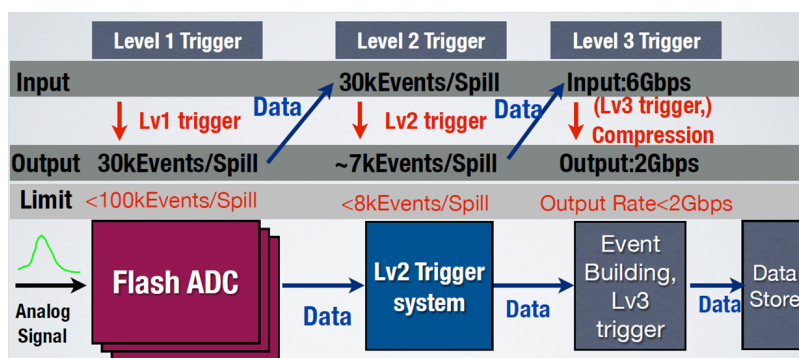 Level 1 Trigger Level 2 Trigger Level 3 Trigger
Input 30kEvents/Spill Input:6Gbps
Lv1 trigger Data Lv2 trigger Data (Lv3 trigger,)
Compression
Output 30kEvents/Spill ~7kEvents/Spill Output:2Gbps
Limit <100kEvents/Spill <8kEvents/Spill Output Rate<2Gbps
Analog
Signal
Flash ADC
Data
Lv2 Trigger
system
Data
Event
Building,
Lv3
trigger
Data
Data
Store